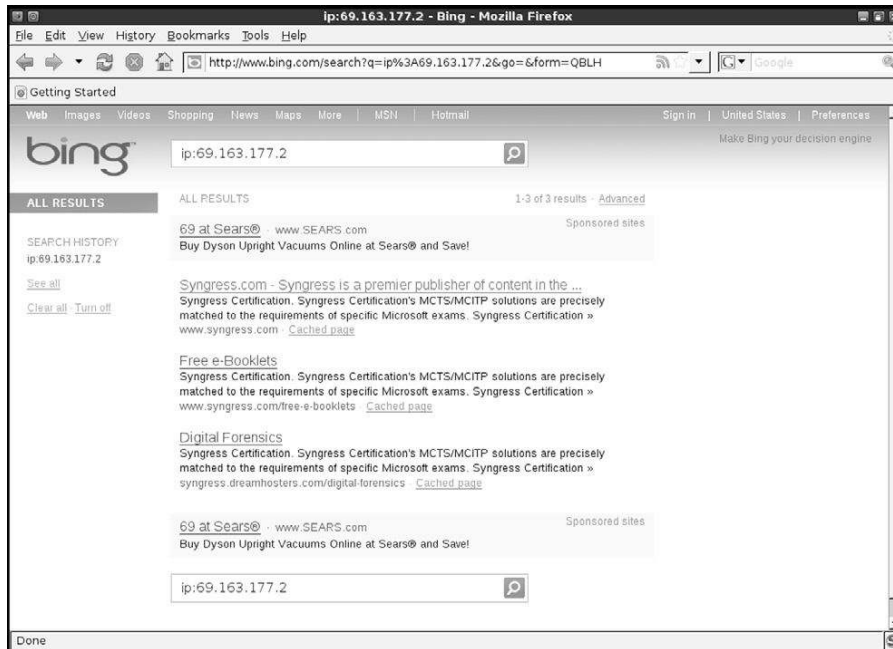 ip:69.163.177.2 - Bing - Mozilla Firefox
File Edit View History Bookmarks Tools Help
http://www.bing.com/search?q=ip%3A69.163.177.2&go=&form=QBLH
G Google
Getting Started
Web Images Videos Shopping News Maps More | MSN | Hotmail Sign in | United States | Preferences
Make Bing your decision engine
bing
ip:69.163.177.2
ALL RESULTS
ALL RESULTS 1-3 of 3 results · Advanced
69 at Sears® · www.SEARS.com Sponsored sites
Buy Dyson Upright Vacuums Online at Sears® and Save!
SEARCH HISTORY
ip:69.163.177.2
See all
Clear all · Turn off
Syngress.com - Syngress is a premier publisher of content in the ...
Syngress Certification. Syngress Certification's MCTS/MCITP solutions are precisely
matched to the requirements of specific Microsoft exams. Syngress Certification »
www.syngress.com · Cached page
Free e-Booklets
Syngress Certification. Syngress Certification's MCTS/MCITP solutions are precisely
matched to the requirements of specific Microsoft exams. Syngress Certification »
www.syngress.com/free-e-booklets · Cached page
Digital Forensics
Syngress Certification. Syngress Certification's MCTS/MCITP solutions are precisely
matched to the requirements of specific Microsoft exams. Syngress Certification »
syngress.dreamhosters.com/digital-forensics · Cached page
69 at Sears® · www.SEARS.com Sponsored sites
Buy Dyson Upright Vacuums Online at Sears® and Save!
ip:69.163.177.2
Done